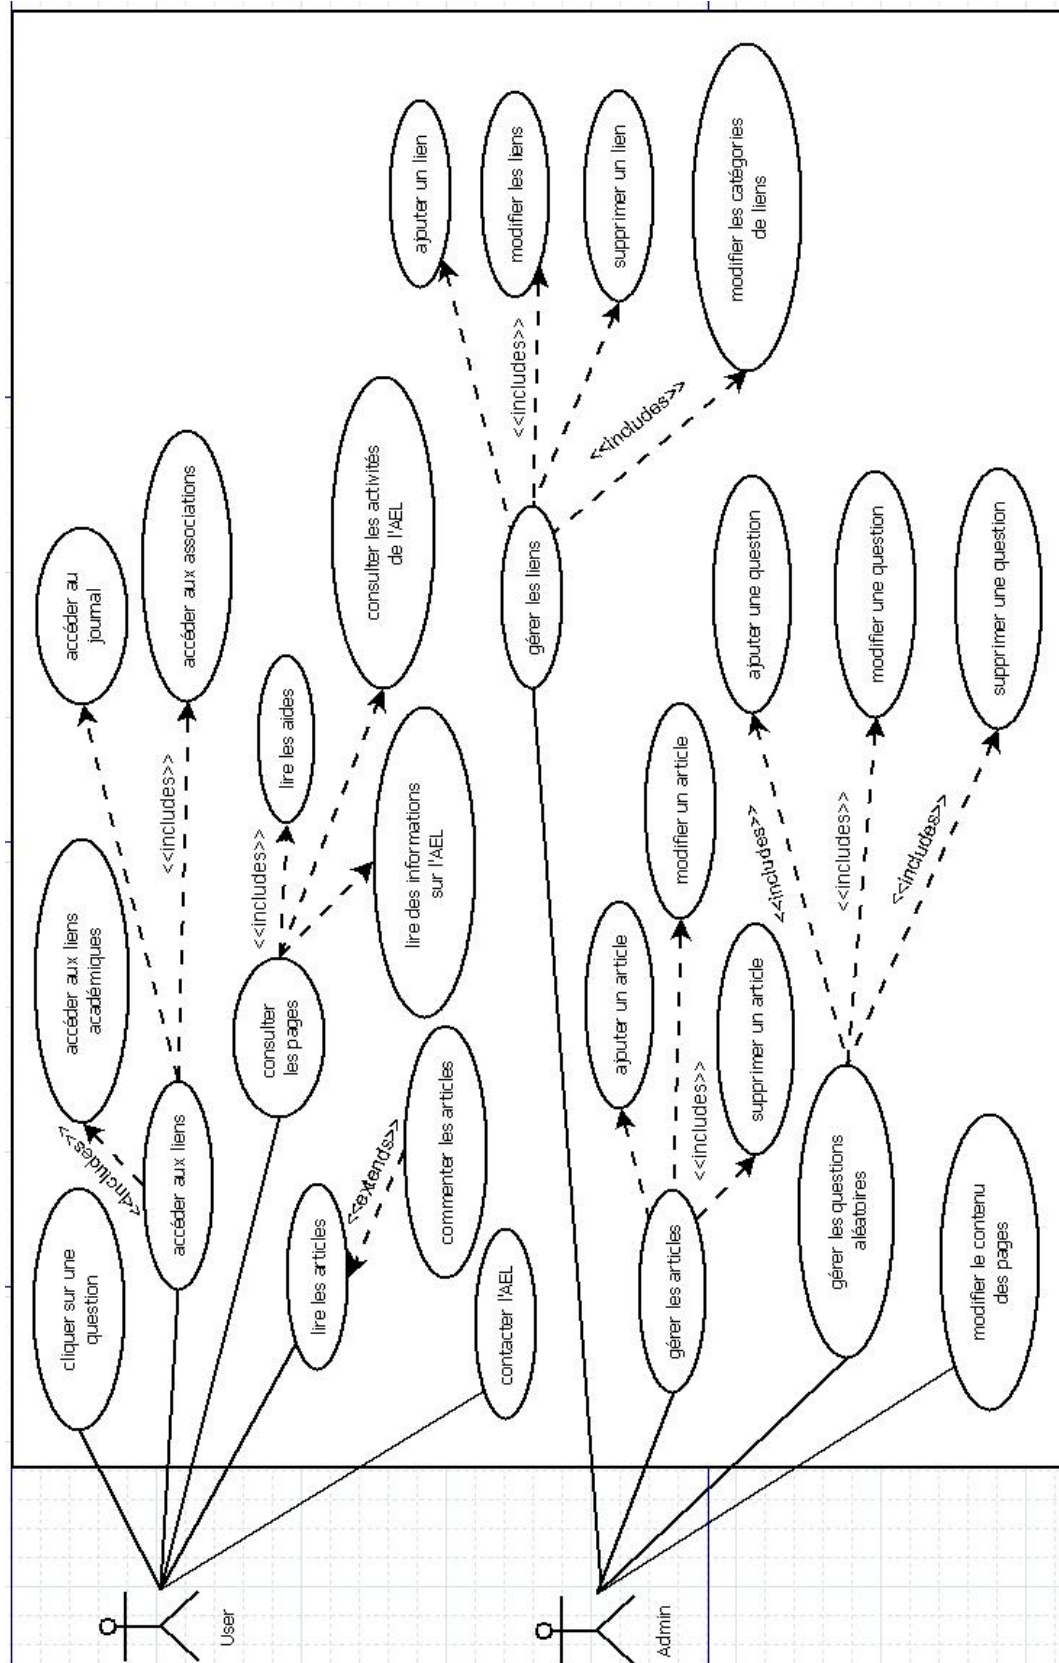 User
cliquer sur une
question
accéder aux liens
<<includes>>
accéder aux liens
académiques
accéder au
journal
<<includes>>
accéder aux associations
consulter
les pages
<<includes>>
lire les aides
consulter les activités
de l'AEL
lire des informations
sur l'AEL
lire les articles
<<extends>>
commenter les articles
contacter l'AEL
Admin
gérer les liens
ajouter un lien
<<includes>>
modifier les liens
supprimer un lien
<<includes>>
modifier les catégories
de liens
gérer les articles
ajouter un article
modifier un article
<<includes>>
supprimer un article
gérer les questions
aléatoires
<<includes>>
ajouter une question
<<includes>>
modifier une question
<<includes>>
supprimer une question
modifier le contenu
des pages